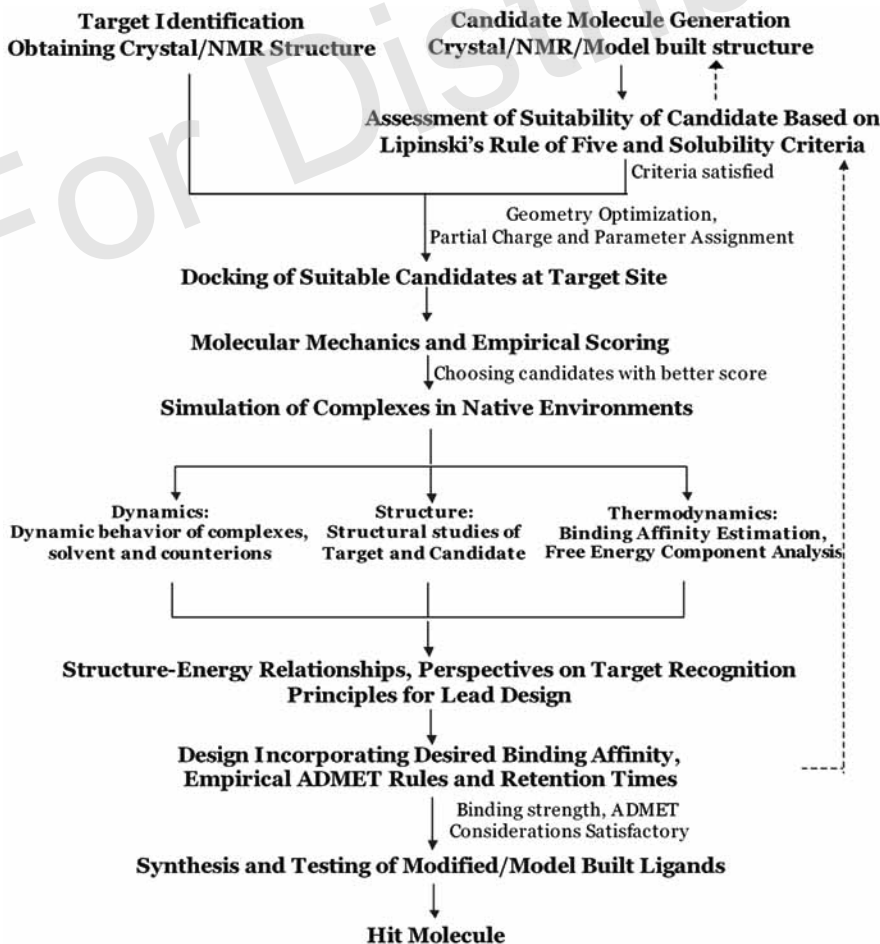 Target Identification
Obtaining Crystal/NMR Structure
Candidate Molecule Generation
Crystal/NMR/Model built structure
Assessment of Suitability of Candidate Based on
Lipinski's Rule of Five and Solubility Criteria
Criteria satisfied
Geometry Optimization,
Partial Charge and Parameter Assignment
Docking of Suitable Candidates at Target Site
Molecular Mechanics and Empirical Scoring
Choosing candidates with better score
Simulation of Complexes in Native Environments
Dynamics:
Dynamic behavior of complexes,
solvent and counterions
Structure:
Structural studies of
Target and Candidate
Thermodynamics:
Binding Affinity Estimation,
Free Energy Component Analysis
Structure-Energy Relationships, Perspectives on Target Recognition
Principles for Lead Design
Design Incorporating Desired Binding Affinity,
Empirical ADMET Rules and Retention Times
Binding strength, ADMET
Considerations Satisfactory
Synthesis and Testing of Modified/Model Built Ligands
Hit Molecule
For Distrib